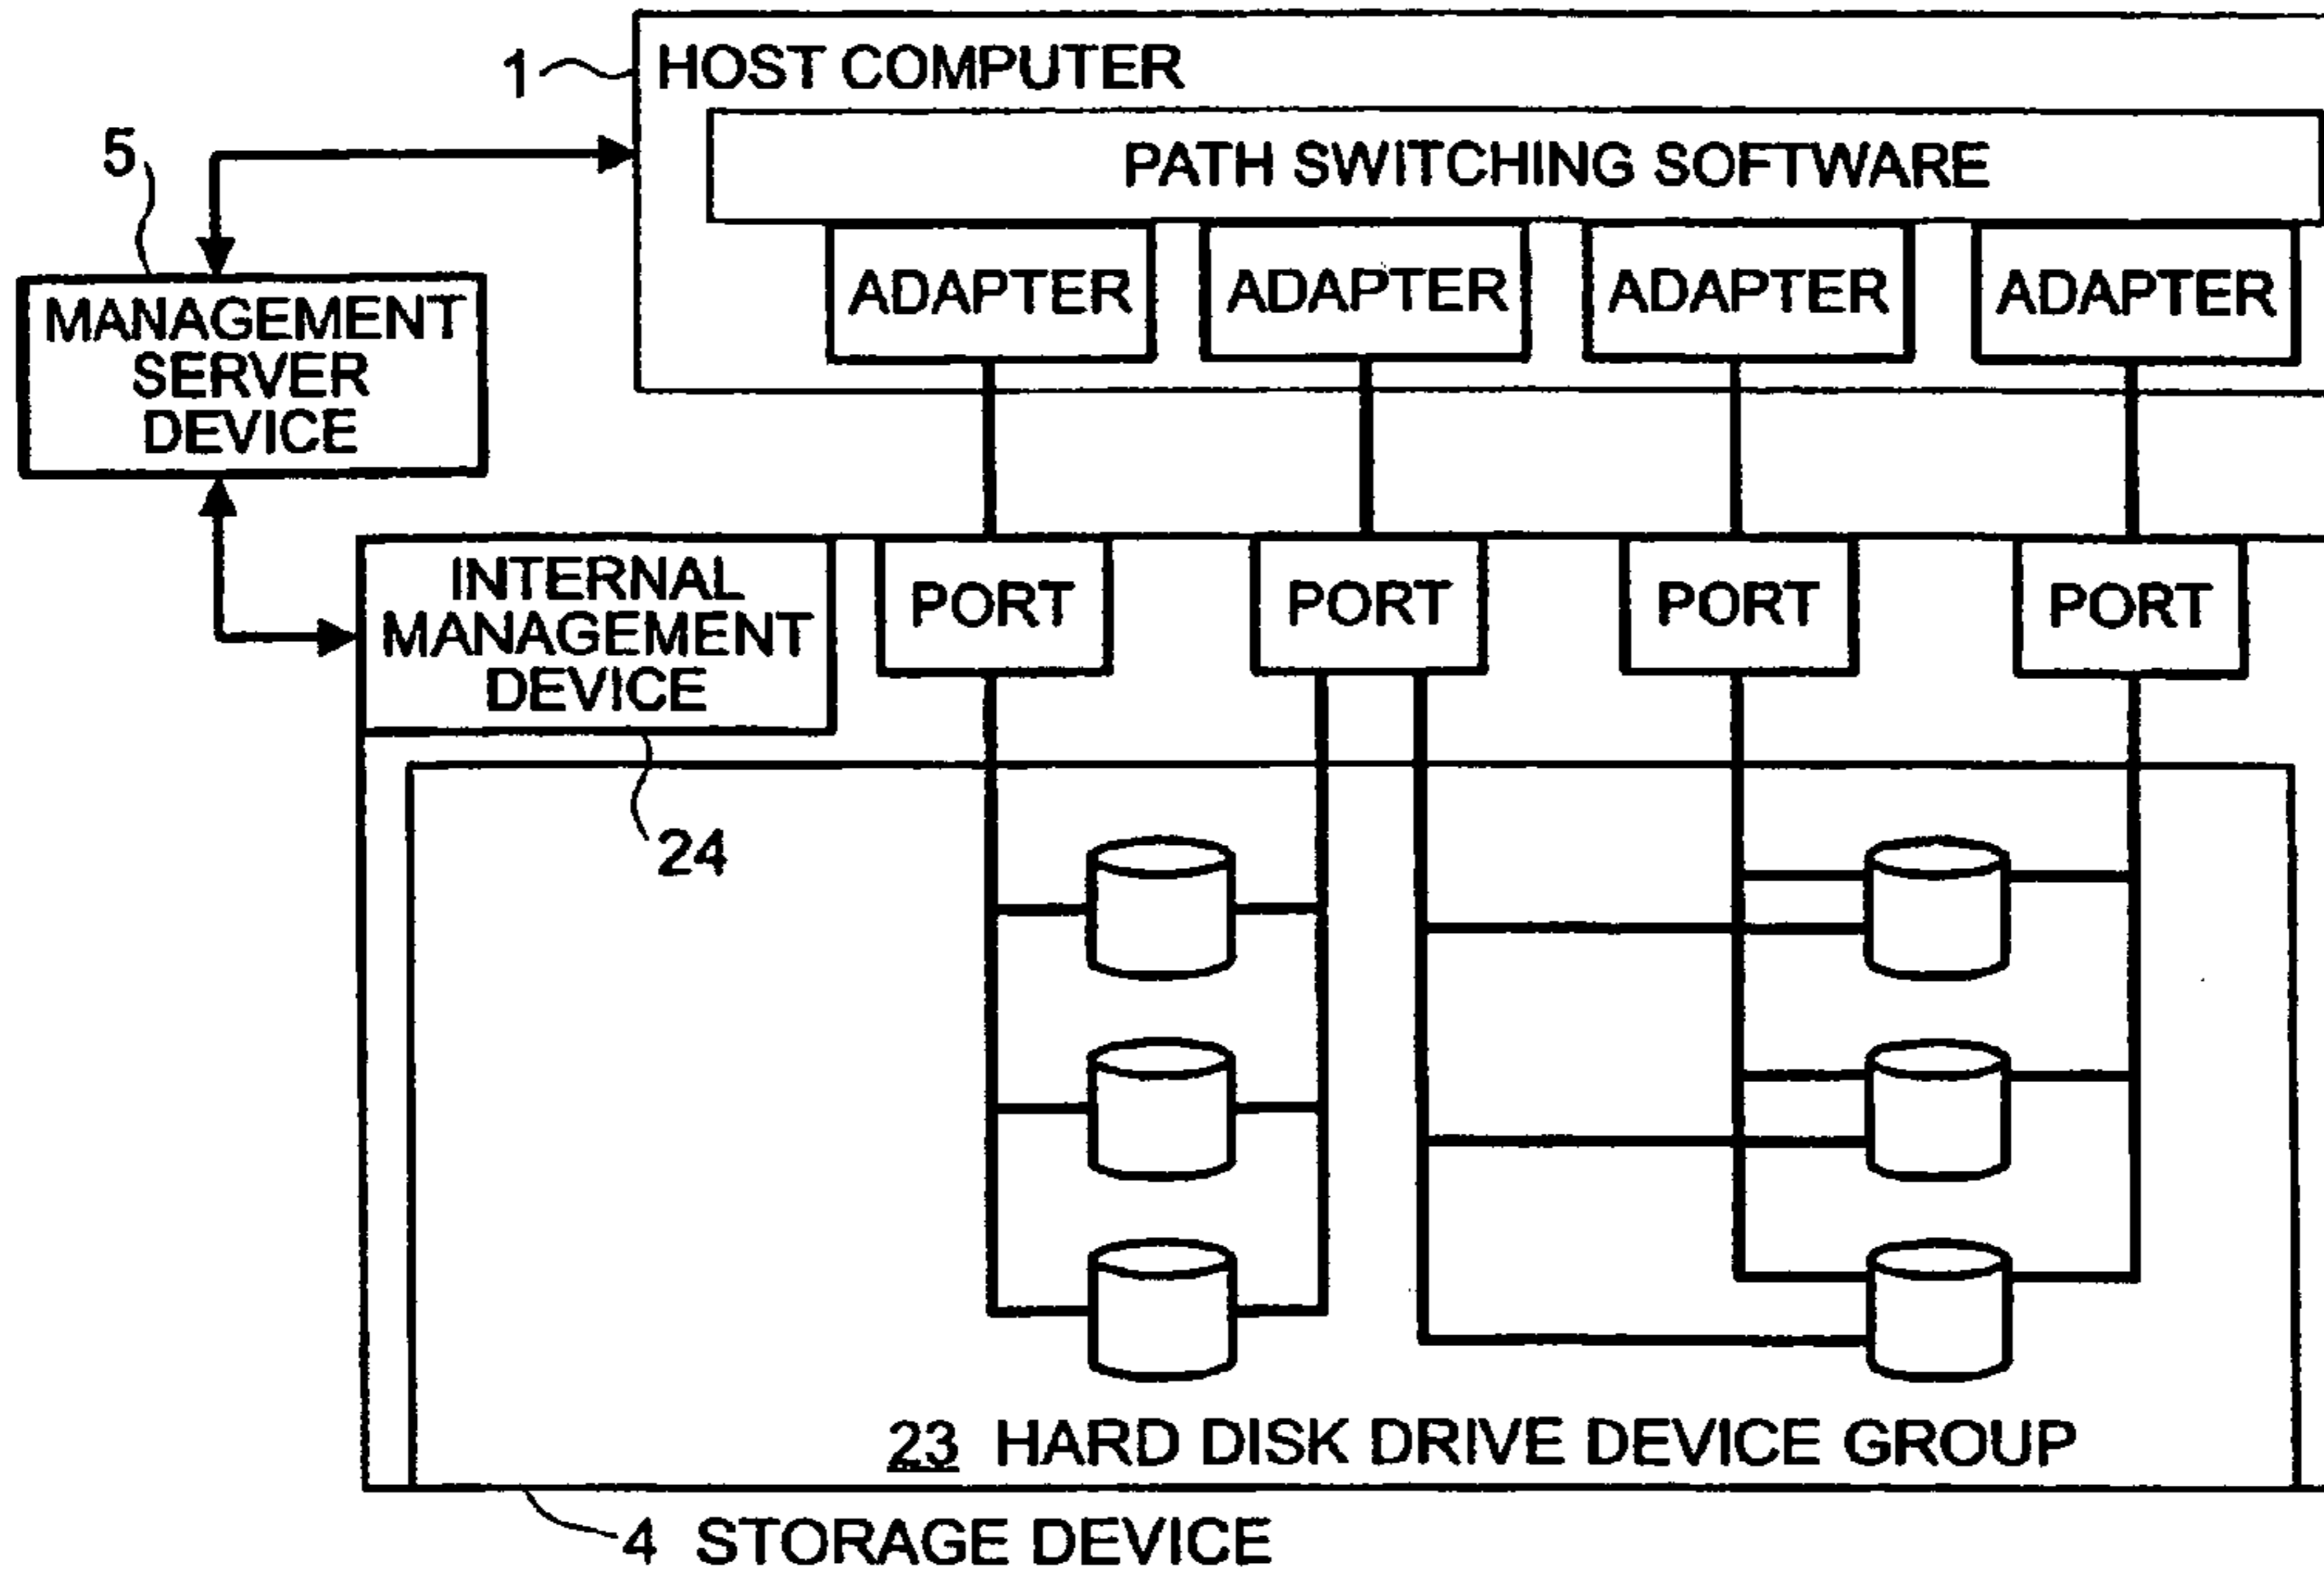 1 HOST COMPUTER
PATH SWITCHING SOFTWARE
5
ADAPTER ADAPTER ADAPTER ADAPTER
MANAGEMENT
SERVER
DEVICE
INTERNAL
MANAGEMENT
DEVICE
PORT PORT PORT PORT
24
23 HARD DISK DRIVE DEVICE GROUP
4 STORAGE DEVICE